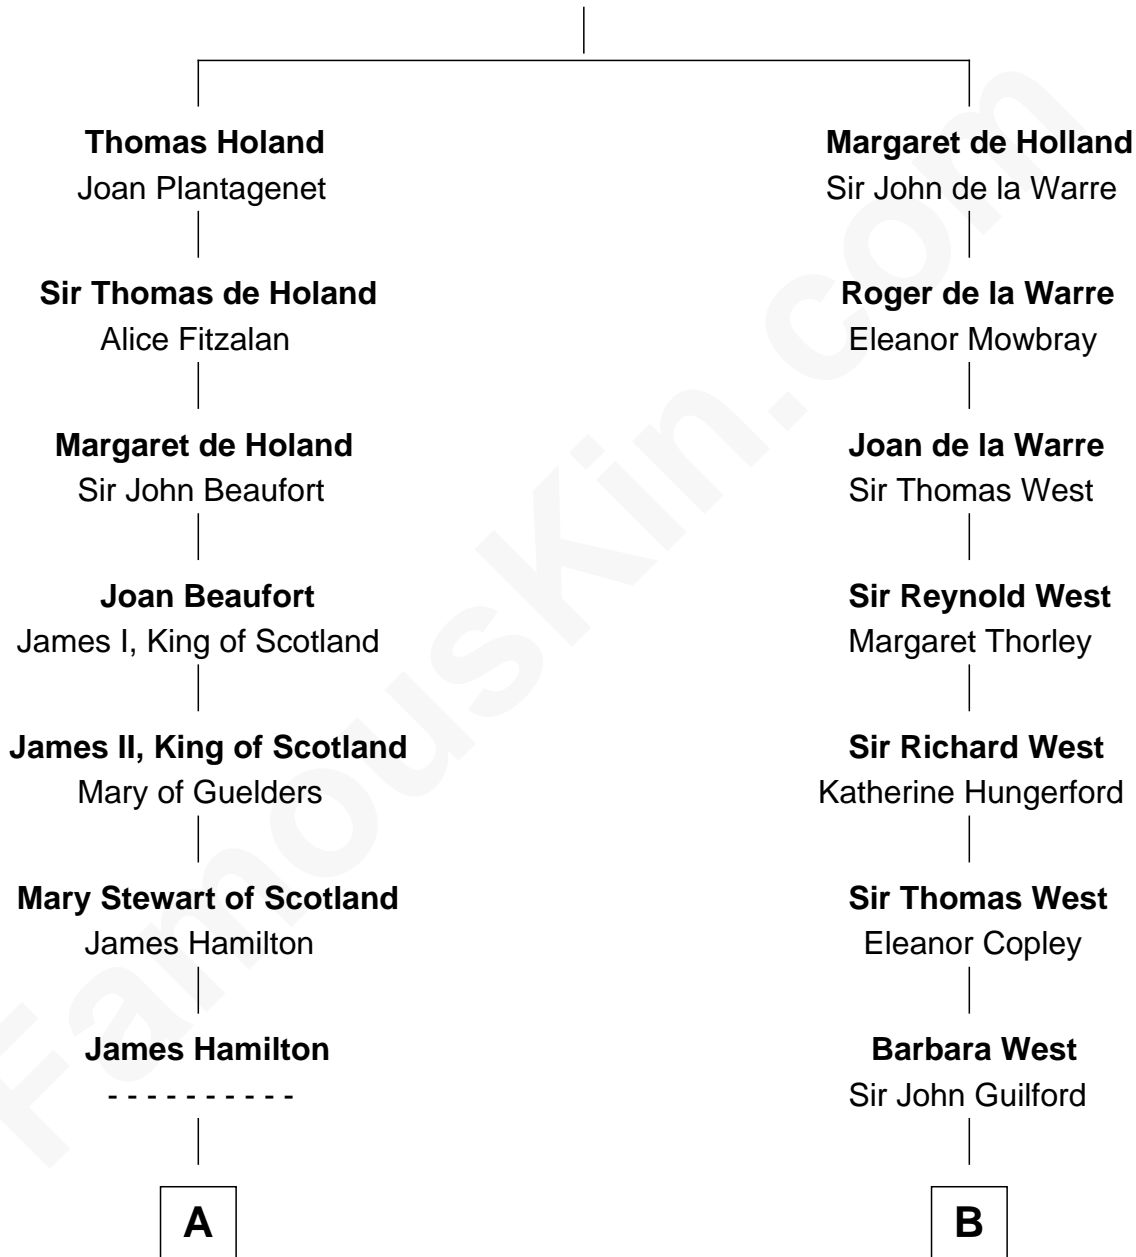 Thomas Holand
Joan Plantagenet
Sir Thomas de Holand
Alice Fitzalan
Margaret de Holand
Sir John Beaufort
Joan Beaufort
James I, King of Scotland
James II, King of Scotland
Mary of Guelders
Mary Stewart of Scotland
James Hamilton
James Hamilton
- - - - - - - - - -
A
Margaret de Holland
Sir John de la Warre
Roger de la Warre
Eleanor Mowbray
Joan de la Warre
Sir Thomas West
Sir Reynold West
Margaret Thorley
Sir Richard West
Katherine Hungerford
Sir Thomas West
Eleanor Copley
Barbara West
Sir John Guilford
B
FamousKin.com